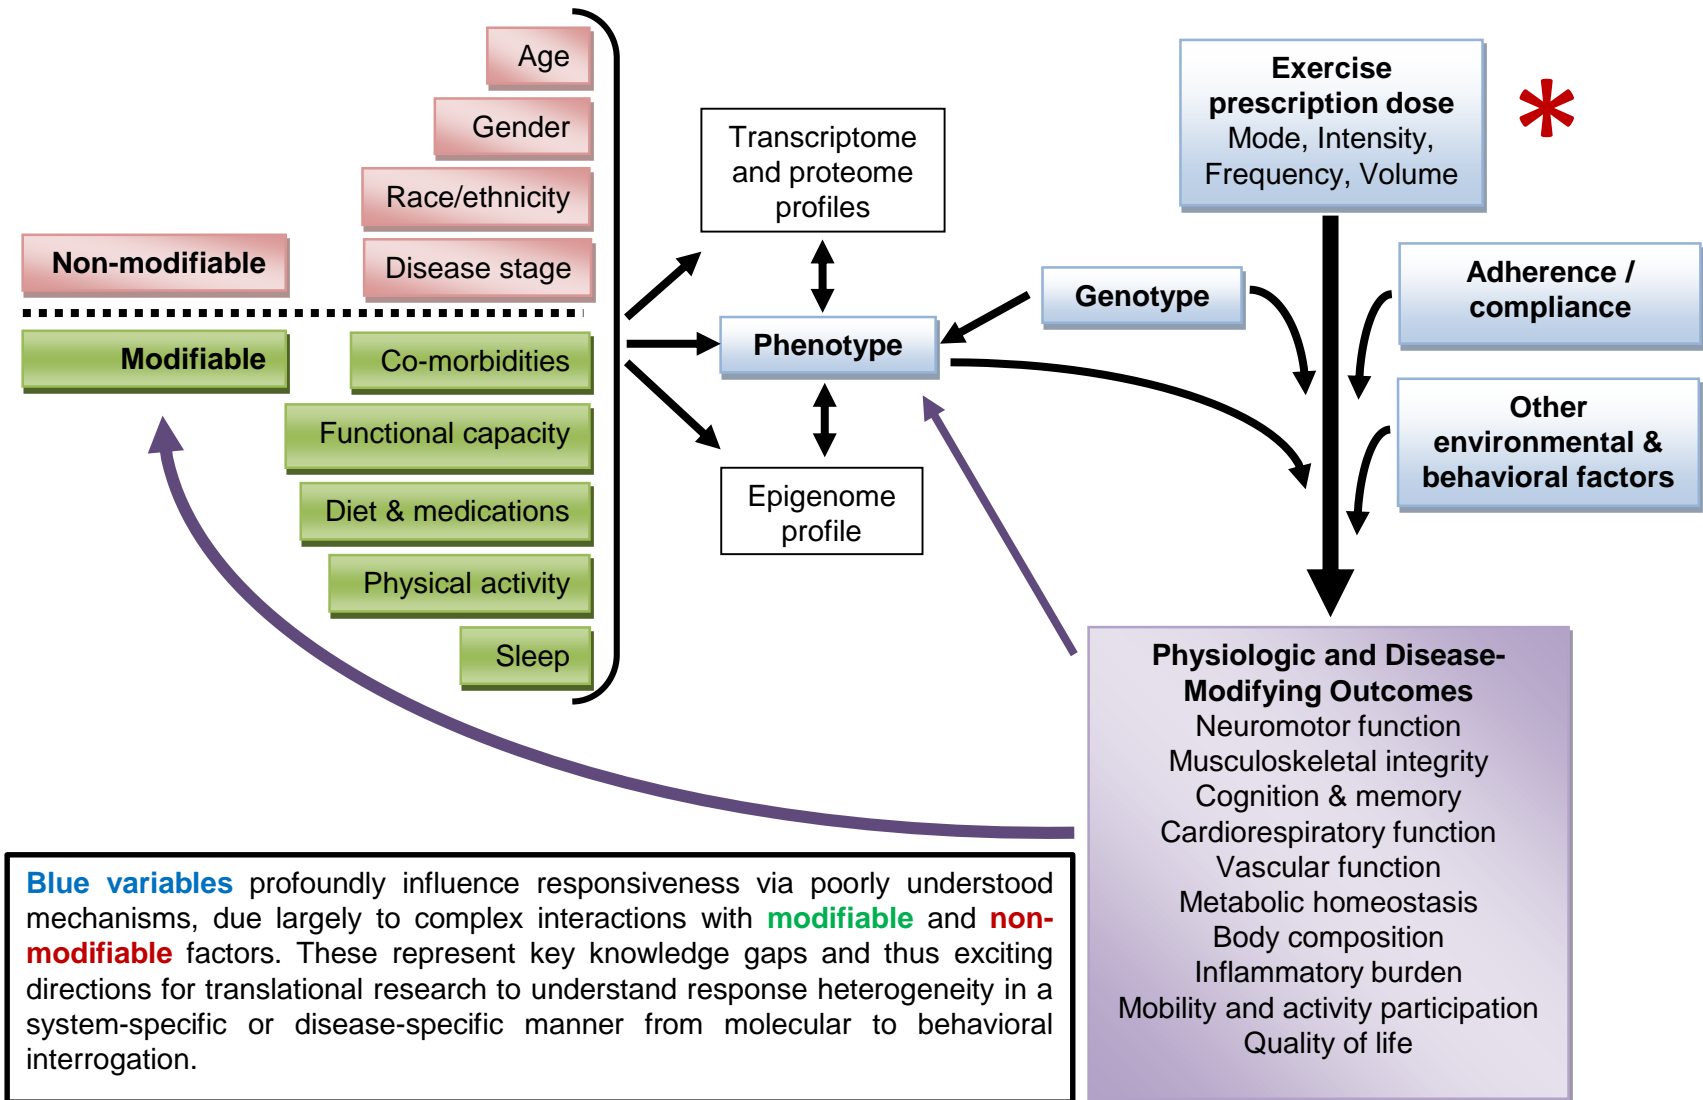 Age
Gender
Race/ethnicity
Disease stage
Non-modifiable
Modifiable
Co-morbidities
Functional capacity
Diet & medications
Physical activity
Sleep
Transcriptome
and proteome
profiles
Phenotype
Epigenome
profile
Genotype
Exercise
prescription dose
Mode, Intensity,
Frequency, Volume
*
Adherence /
compliance
Other
environmental &
behavioral factors
Physiologic and Disease-
Modifying Outcomes
Neuromotor function
Musculoskeletal integrity
Cognition & memory
Cardiorespiratory function
Vascular function
Metabolic homeostasis
Body composition
Inflammatory burden
Mobility and activity participation
Quality of life
Blue variables profoundly influence responsiveness via poorly understood
mechanisms, due largely to complex interactions with modifiable and non-
modifiable factors. These represent key knowledge gaps and thus exciting
directions for translational research to understand response heterogeneity in a
system-specific or disease-specific manner from molecular to behavioral
interrogation.